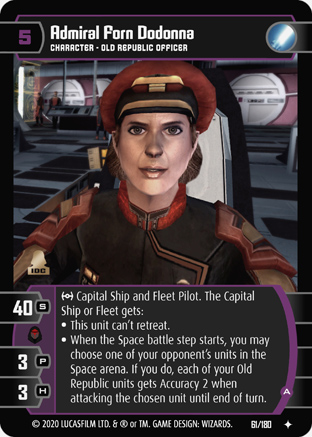 5 Admiral Forn Dodonna
CHARACTER - OLD REPUBLIC OFFICER
IDC
40 S
3 P
3 H
Capital Ship and Fleet Pilot. The Capital
Ship or Fleet gets:
• This unit can't retreat.
• When the Space battle step starts, you may
choose one of your opponent's units in the
Space arena. If you do, each of your Old
Republic units gets Accuracy 2 when
attacking the chosen unit until end of turn.
A
© 2020 LUCASFILM LTD. & ® or TM. GAME DESIGN: WIZARDS. 61/180